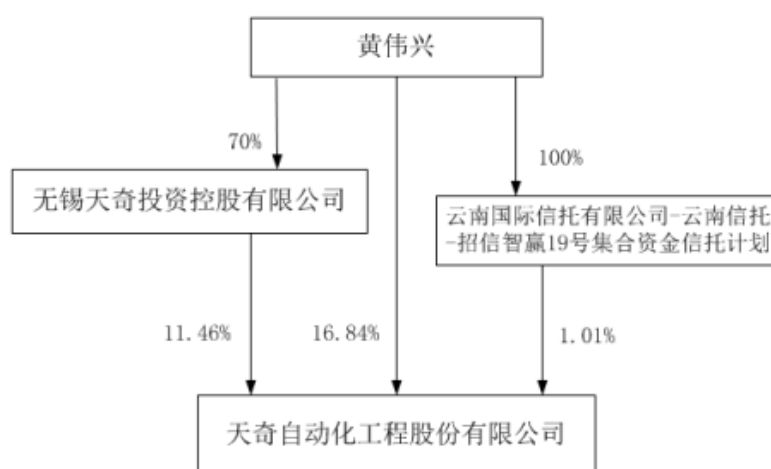 黄伟兴
70%
100%
无锡天奇投资控股有限公司
云南国际信托有限公司-云南信托
-招信智赢19号集合资金信托计划
11.46%
16.84%
1.01%
天奇自动化工程股份有限公司